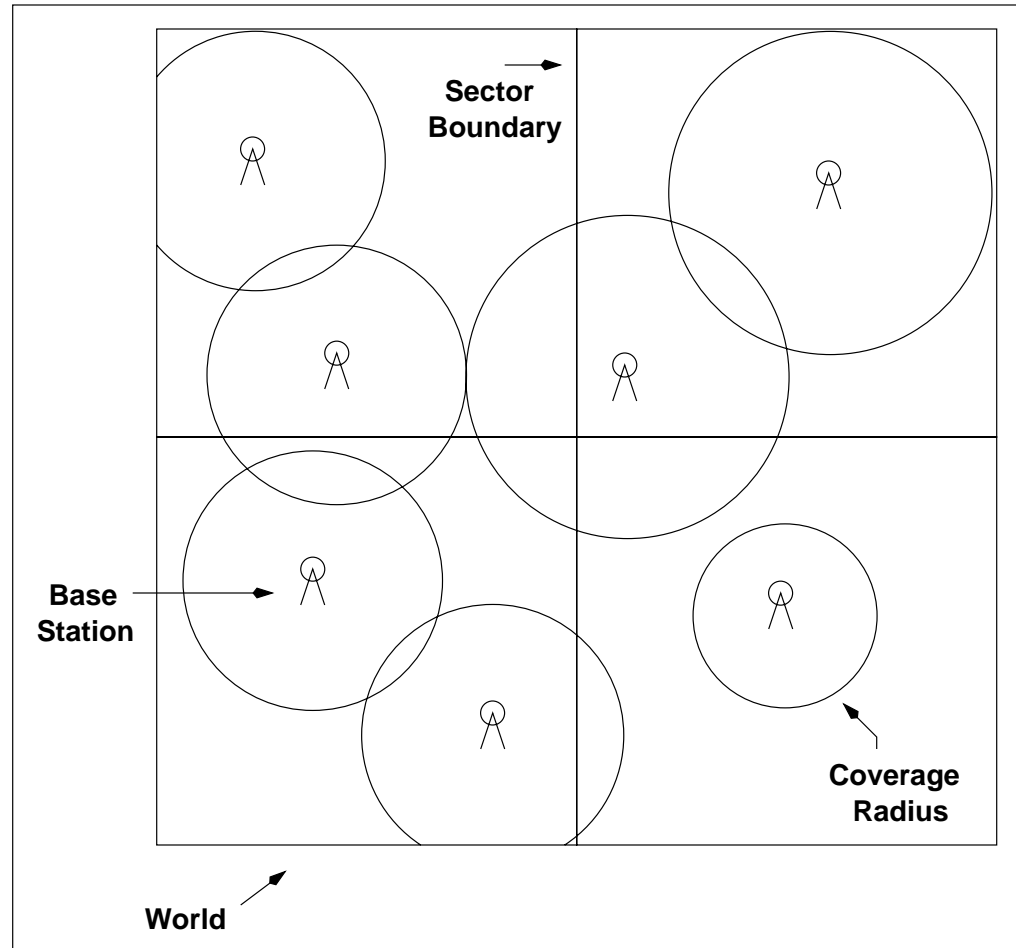 Sector
Boundary
Base
Station
Coverage
Radius
World